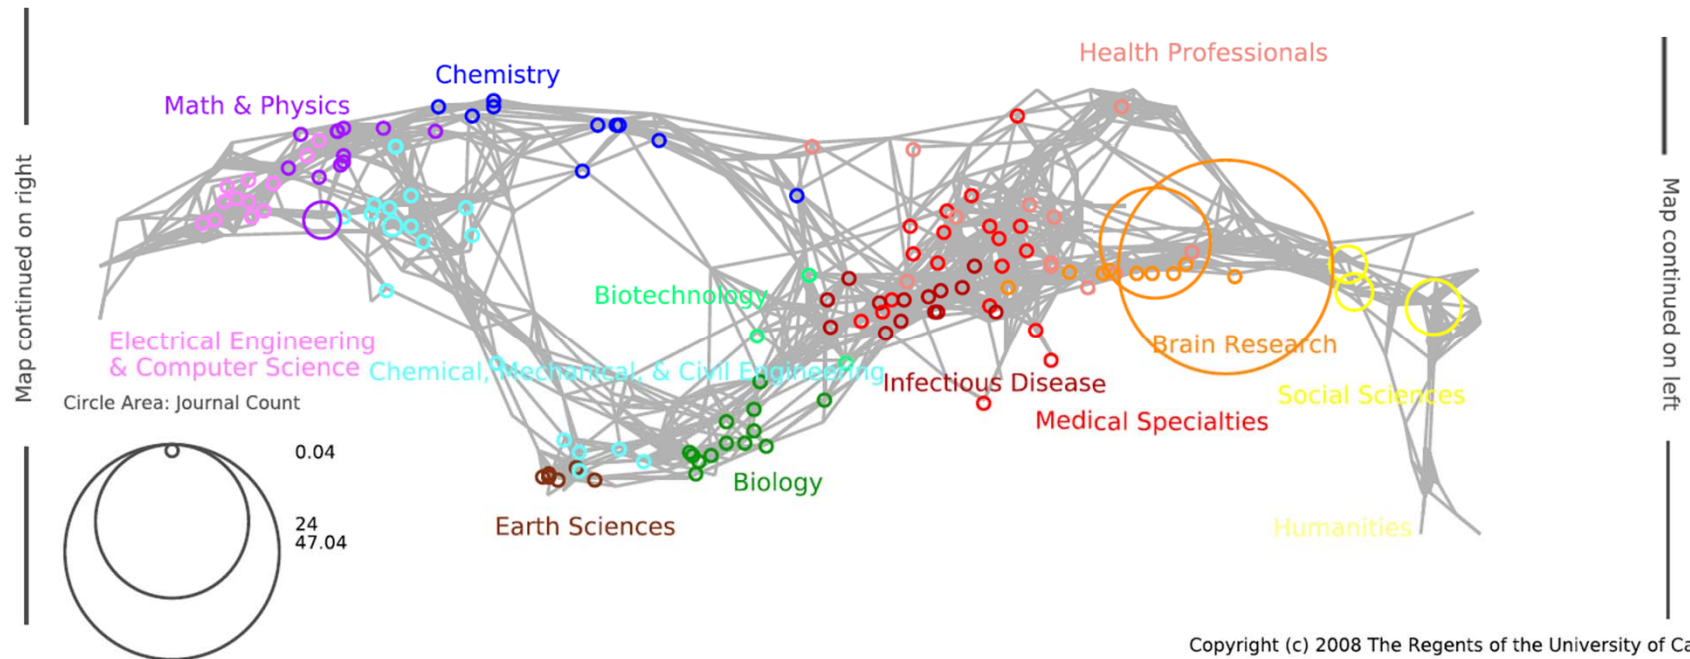 Health Professionals
Chemistry
Math & Physics
Map continued on right
Map continued on left
Biotechnology
Electrical Engineering
& Computer Science
Chemical, Mechanical, & Civil Engineering
Brain Research
Infectious Disease
Social Sciences
Circle Area: Journal Count
Medical Specialties
0.04
Biology
24
47.04
Earth Sciences
Humanities
Copyright (c) 2008 The Regents of the University of Ca